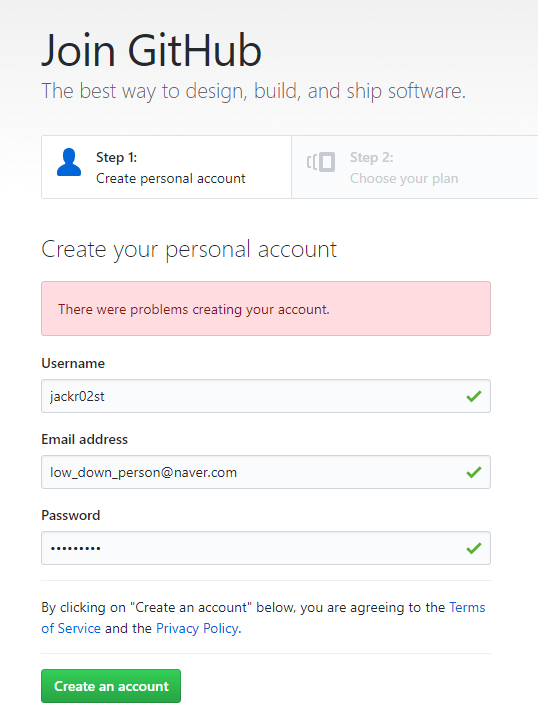 Join GitHub
The best way to design, build, and ship software.
Step 1:
Create personal account
Step 2:
Choose your plan
Create your personal account
There were problems creating your account.
Username
jackr02st
Email address
low_down_person@naver.com
Password
•••••••••
By clicking on "Create an account" below, you are agreeing to the Terms
of Service and the Privacy Policy.
Create an account